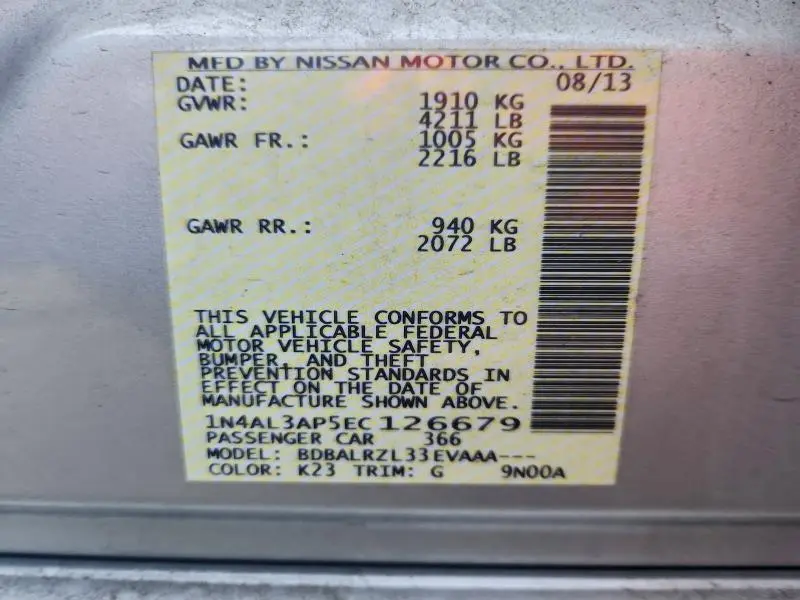 MFD BY NISSAN MOTOR CO., LTD.
DATE: 08/13
GVWR: 1910 KG
4211 LB
GAWR FR.: 1005 KG
2216 LB
GAWR RR.: 940 KG
2072 LB
THIS VEHICLE CONFORMS TO
ALL APPLICABLE FEDERAL
MOTOR VEHICLE SAFETY,
BUMPER, AND THEFT
PREVENTION STANDARDS IN
EFFECT ON THE DATE OF
MANUFACTURE SHOWN ABOVE.
1N4AL3AP5EC126679
PASSENGER CAR 366
MODEL: BDBALRZL33EVAAA---
COLOR: K23 TRIM: G 9N00A